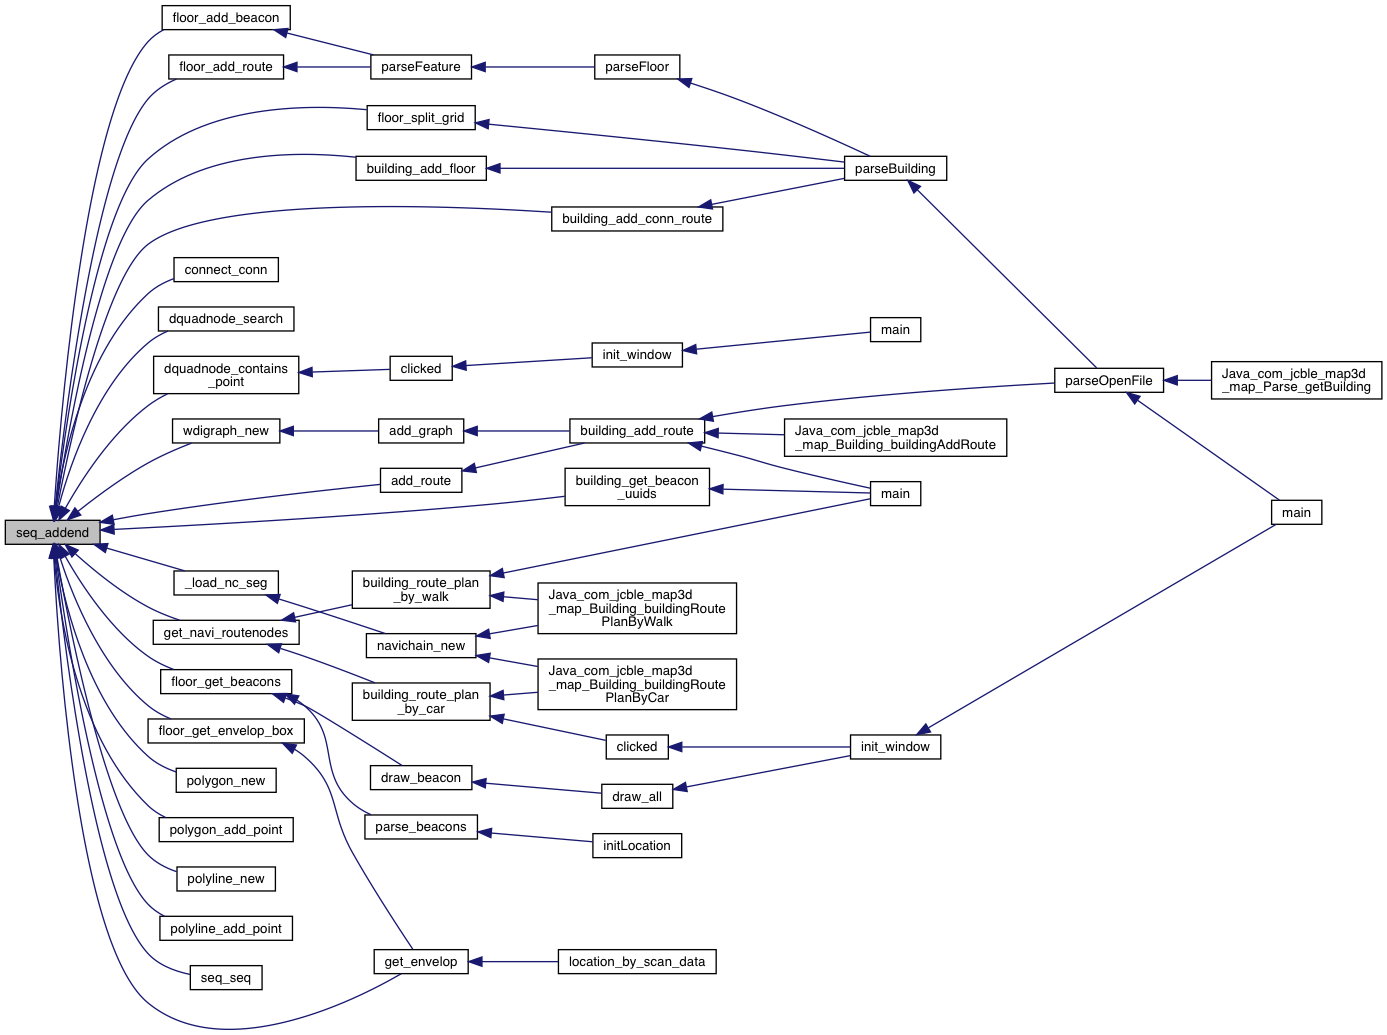 floor_add_beacon
floor_add_route
parseFeature
parseFloor
floor_split_grid
building_add_floor
parseBuilding
building_add_conn_route
connect_conn
dquadnode_search
main
init_window
dquadnode_contains
_point
clicked
parseOpenFile
Java_com_jcble_map3d
_map_Parse_getBuilding
wdigraph_new
add_graph
building_add_route
Java_com_jcble_map3d
_map_Building_buildingAddRoute
add_route
building_get_beacon
_uuids
main
main
seq_addend
_load_nc_seg
building_route_plan
_by_walk
Java_com_jcble_map3d
_map_Building_buildingRoute
PlanByWalk
get_navi_routenodes
navichain_new
floor_get_beacons
building_route_plan
_by_car
Java_com_jcble_map3d
_map_Building_buildingRoute
PlanByCar
floor_get_envelop_box
clicked
init_window
polygon_new
draw_beacon
draw_all
polygon_add_point
parse_beacons
initLocation
polyline_new
polyline_add_point
get_envelop
location_by_scan_data
seq_seq